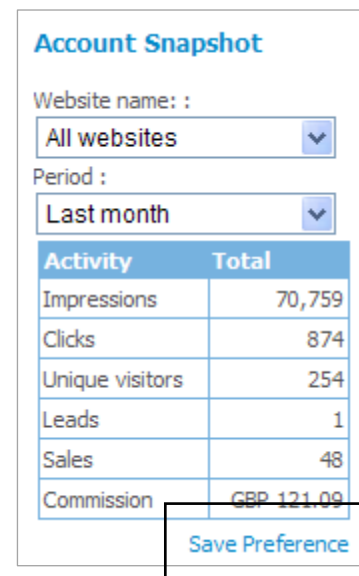 Account Snapshot
Website name: :
All websites
Period :
Last month
Activity Total
Impressions 70,759
Clicks 874
Unique visitors 254
Leads 1
Sales 48
Commission GBP 121.09
Save Preference